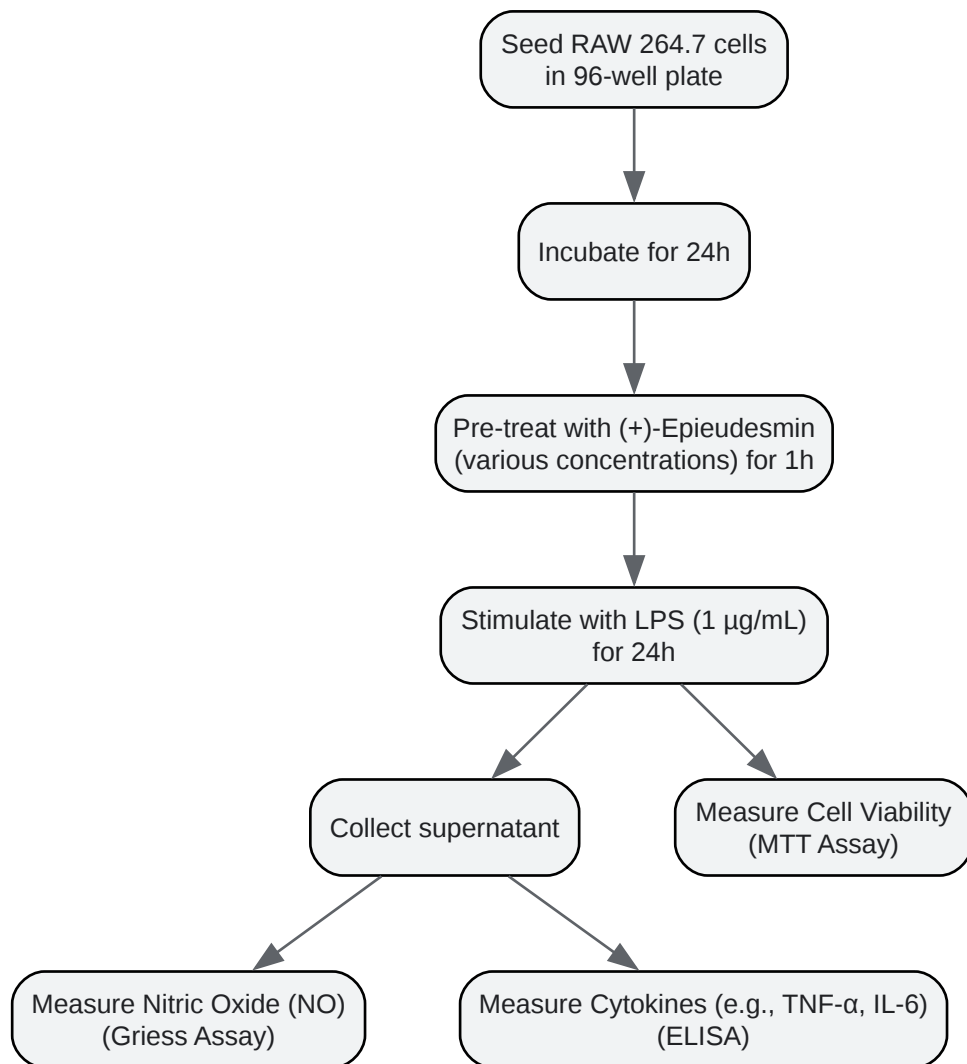 Seed RAW 264.7 cells
in 96-well plate
Incubate for 24h
Pre-treat with (+)-Epieudesmin
(various concentrations) for 1h
Stimulate with LPS (1 µg/mL)
for 24h
Collect supernatant
Measure Cell Viability
(MTT Assay)
Measure Nitric Oxide (NO)
(Griess Assay)
Measure Cytokines (e.g., TNF-α, IL-6)
(ELISA)